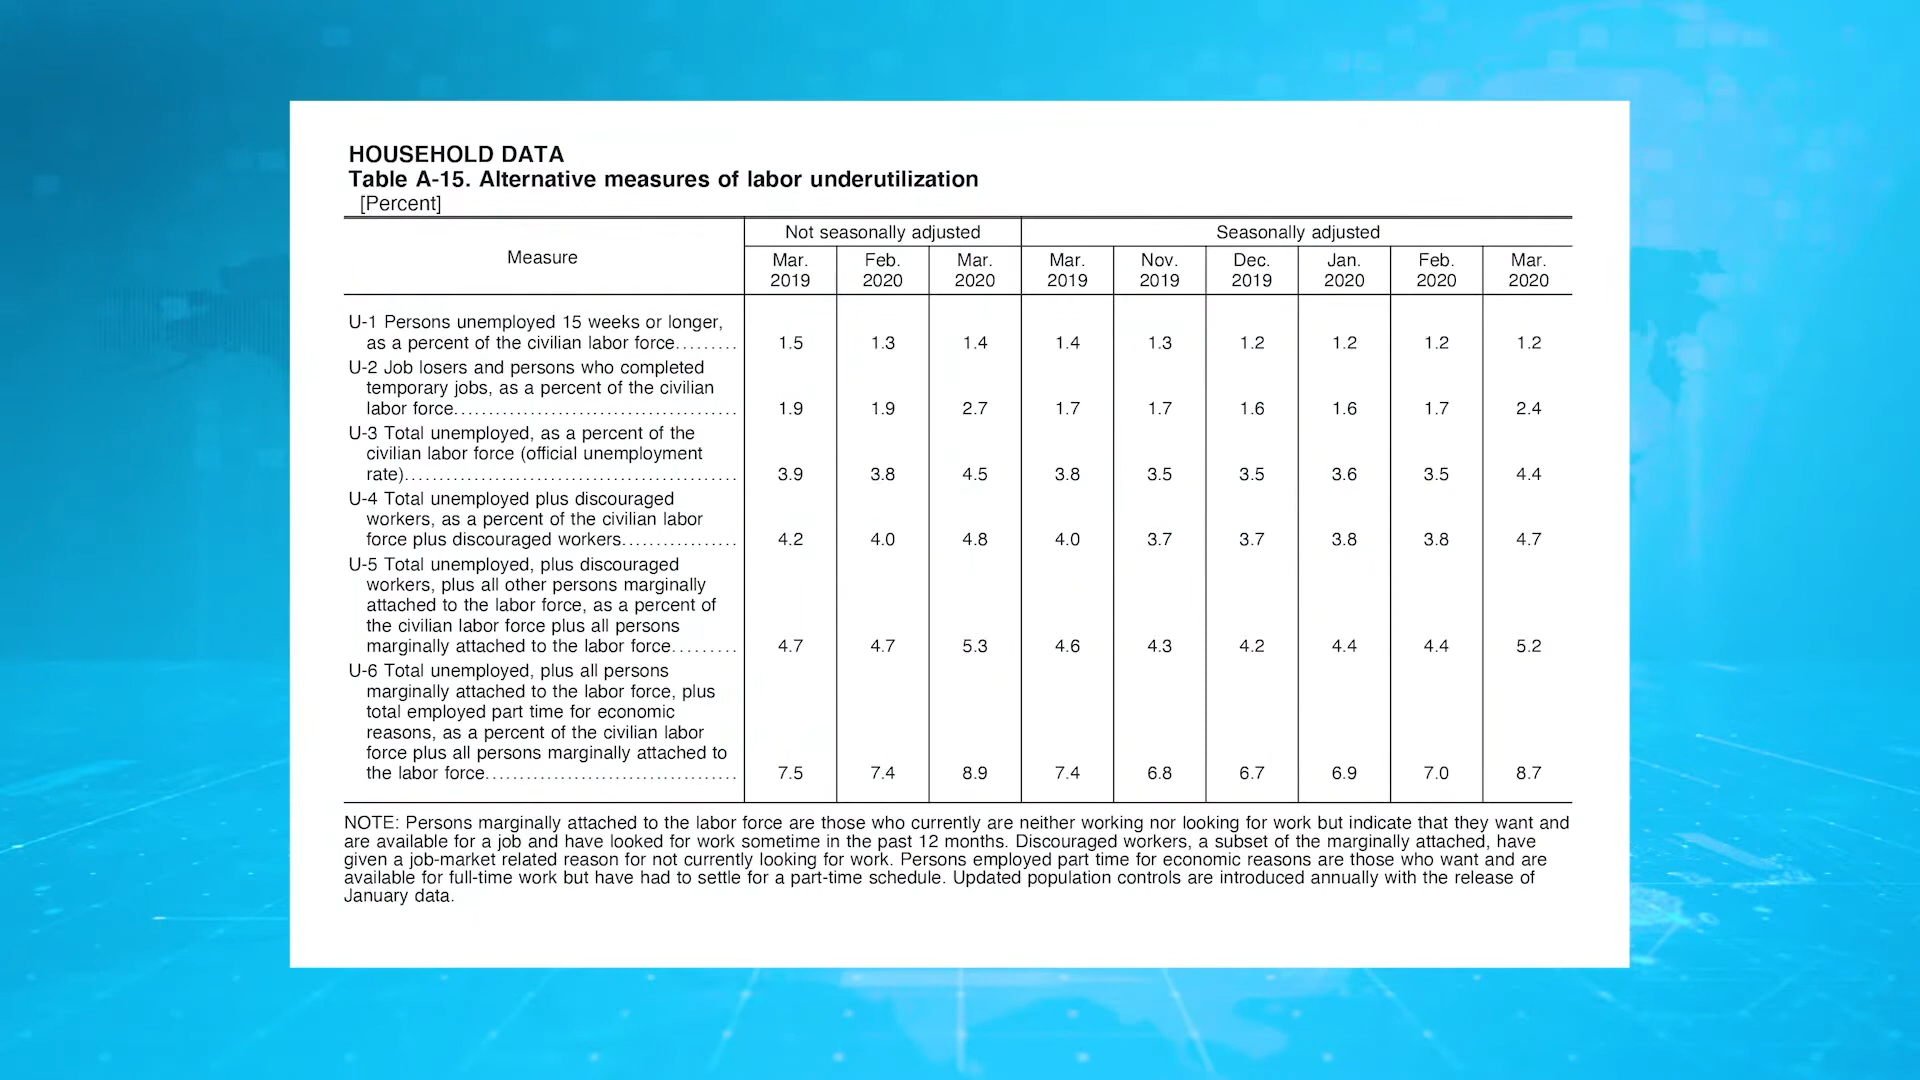 HOUSEHOLD DATA
Table A-15. Alternative measures of labor underutilization
[Percent]
Measure
Not seasonally adjusted
Seasonally adjusted
Mar. 2019
Feb. 2020
Mar. 2020
Mar. 2019
Nov. 2019
Dec. 2019
Jan. 2020
Feb. 2020
Mar. 2020
U-1 Persons unemployed 15 weeks or longer,
as a percent of the civilian labor force......... 1.5 1.3 1.4 1.4 1.3 1.2 1.2 1.2 1.2
U-2 Job losers and persons who completed
temporary jobs, as a percent of the civilian
labor force......................................... 1.9 1.9 2.7 1.7 1.7 1.6 1.6 1.7 2.4
U-3 Total unemployed, as a percent of the
civilian labor force (official unemployment
rate)................................................ 3.9 3.8 4.5 3.8 3.5 3.5 3.6 3.5 4.4
U-4 Total unemployed plus discouraged
workers, as a percent of the civilian labor
force plus discouraged workers................. 4.2 4.0 4.8 4.0 3.7 3.7 3.8 3.8 4.7
U-5 Total unemployed, plus discouraged
workers, plus all other persons marginally
attached to the labor force, as a percent of
the civilian labor force plus all persons
marginally attached to the labor force......... 4.7 4.7 5.3 4.6 4.3 4.2 4.4 4.4 5.2
U-6 Total unemployed, plus all persons
marginally attached to the labor force, plus
total employed part time for economic
reasons, as a percent of the civilian labor
force plus all persons marginally attached to
the labor force.................................... 7.5 7.4 8.9 7.4 6.8 6.7 6.9 7.0 8.7
NOTE: Persons marginally attached to the labor force are those who currently are neither working nor looking for work but indicate that they want and
are available for a job and have looked for work sometime in the past 12 months. Discouraged workers, a subset of the marginally attached, have
given a job-market related reason for not currently looking for work. Persons employed part time for economic reasons are those who want and are
available for full-time work but have had to settle for a part-time schedule. Updated population controls are introduced annually with the release of
January data.